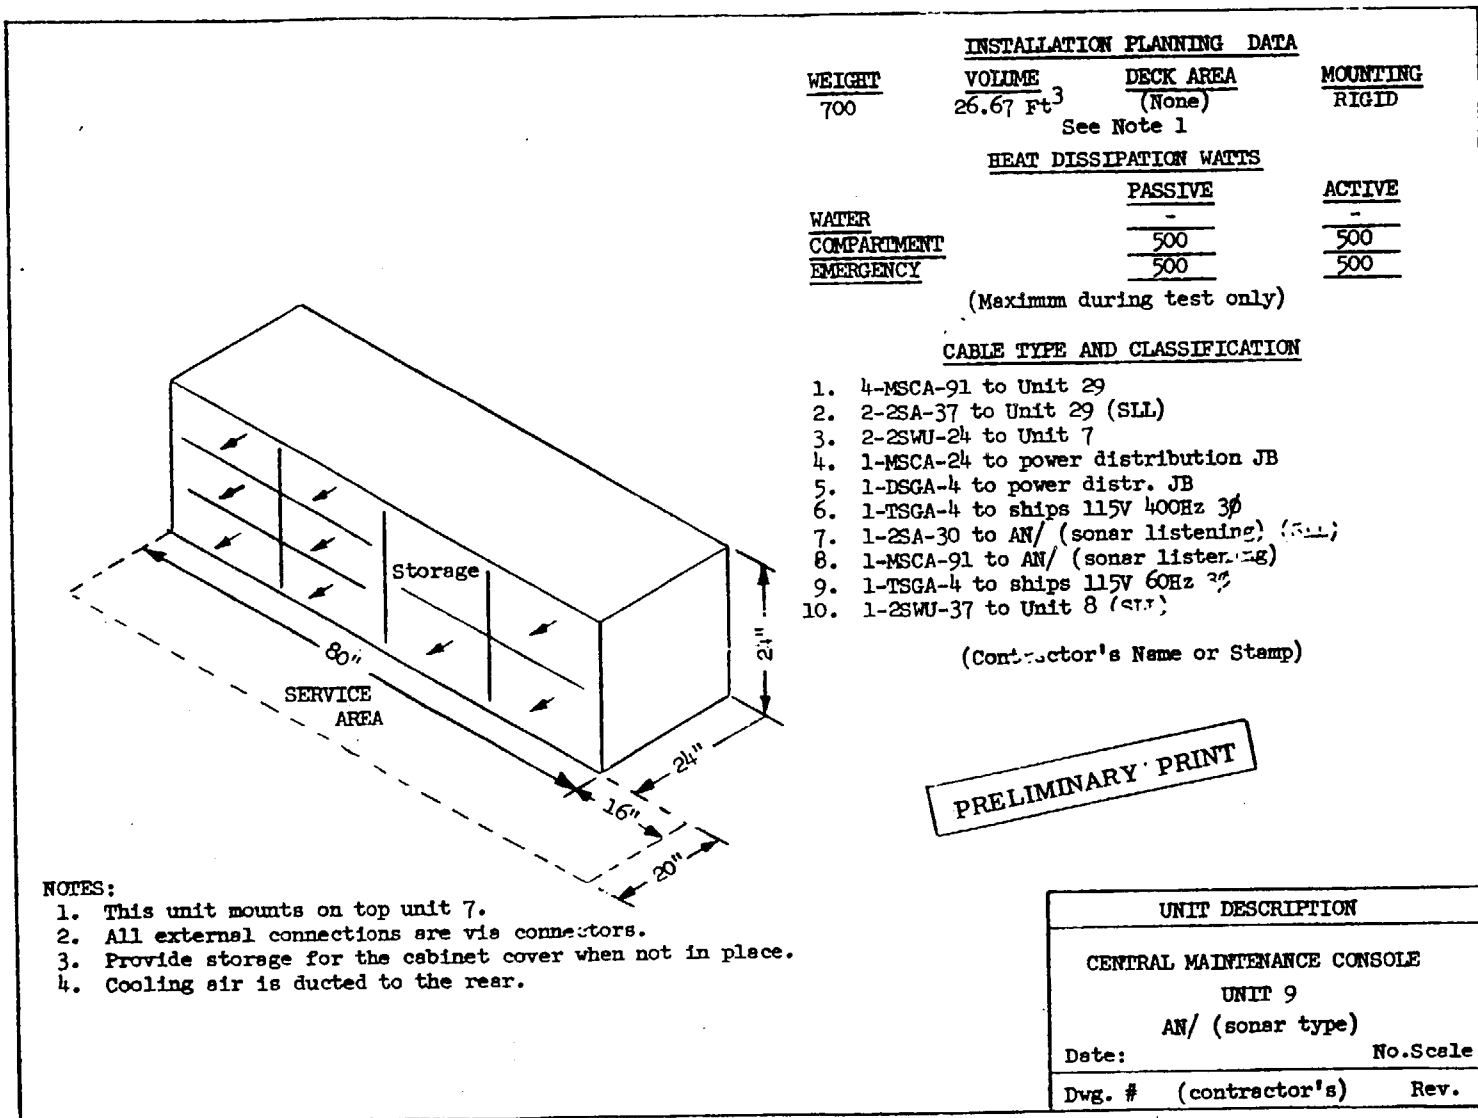 INSTALLATION PLANNING DATA
WEIGHT VOLUME DECK AREA MOUNTING
700 26.67 Ft3 (None) RIGID
See Note 1
HEAT DISSIPATION WATTS
PASSIVE ACTIVE
WATER - -
COMPARTMENT 500 500
EMERGENCY 500 500
(Maximum during test only)
CABLE TYPE AND CLASSIFICATION
1. 4-MSCA-91 to Unit 29
2. 2-2SA-37 to Unit 29 (SLL)
3. 2-2SWU-24 to Unit 7
4. 1-MSCA-24 to power distribution JB
5. 1-DSGA-4 to power distr. JB
6. 1-TSGA-4 to ships 115V 400Hz 3Ø
7. 1-2SA-30 to AN/ (sonar listening) (SLL)
8. 1-MSCA-91 to AN/ (sonar listening)
9. 1-TSGA-4 to ships 115V 60Hz 3Ø
10. 1-2SWU-37 to Unit 8 (SLL)
(Contractor's Name or Stamp)
Storage
80"
SERVICE
AREA
24"
24"
16"
20"
PRELIMINARY PRINT
NOTES:
1. This unit mounts on top unit 7.
2. All external connections are via connectors.
3. Provide storage for the cabinet cover when not in place.
4. Cooling air is ducted to the rear.
UNIT DESCRIPTION
CENTRAL MAINTENANCE CONSOLE
UNIT 9
AN/ (sonar type)
Date: No.Scale
Dwg. # (contractor's) Rev.